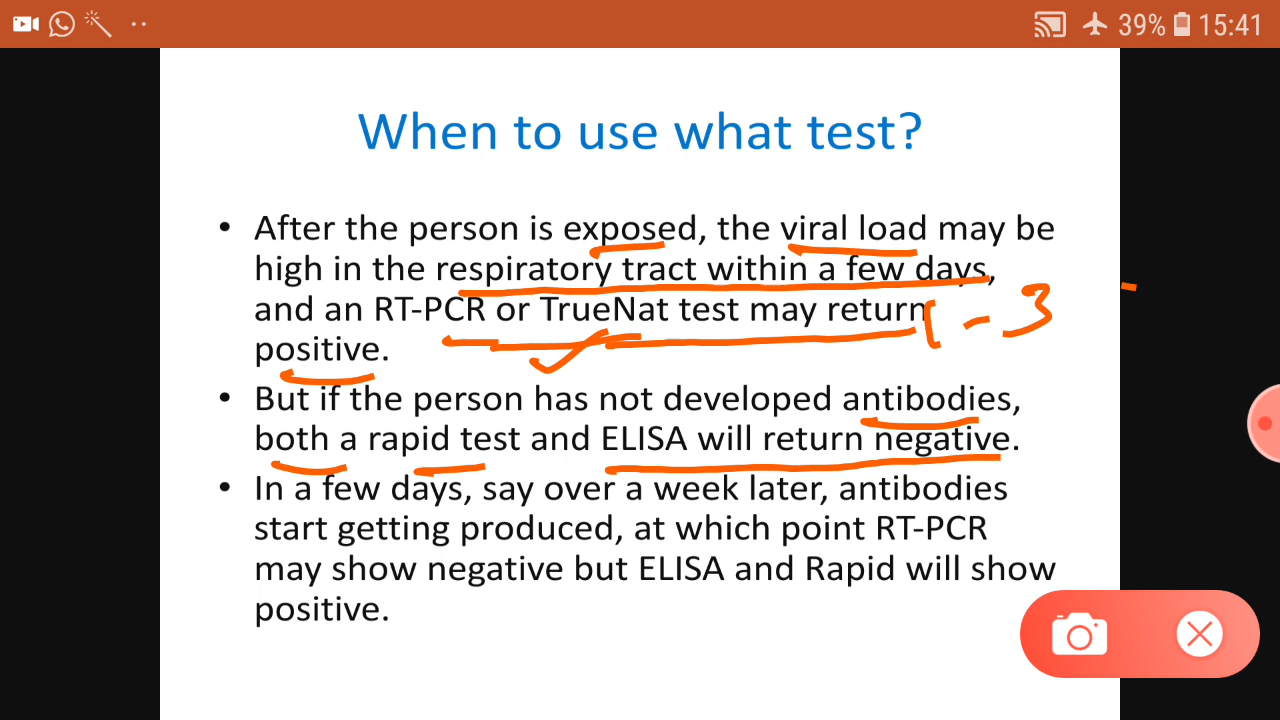 39% 15:41
When to use what test?
• After the person is exposed, the viral load may be
high in the respiratory tract within a few days,
and an RT-PCR or TrueNat test may return
1 - 3
positive.
• But if the person has not developed antibodies,
both a rapid test and ELISA will return negative.
• In a few days, say over a week later, antibodies
start getting produced, at which point RT-PCR
may show negative but ELISA and Rapid will show
positive.